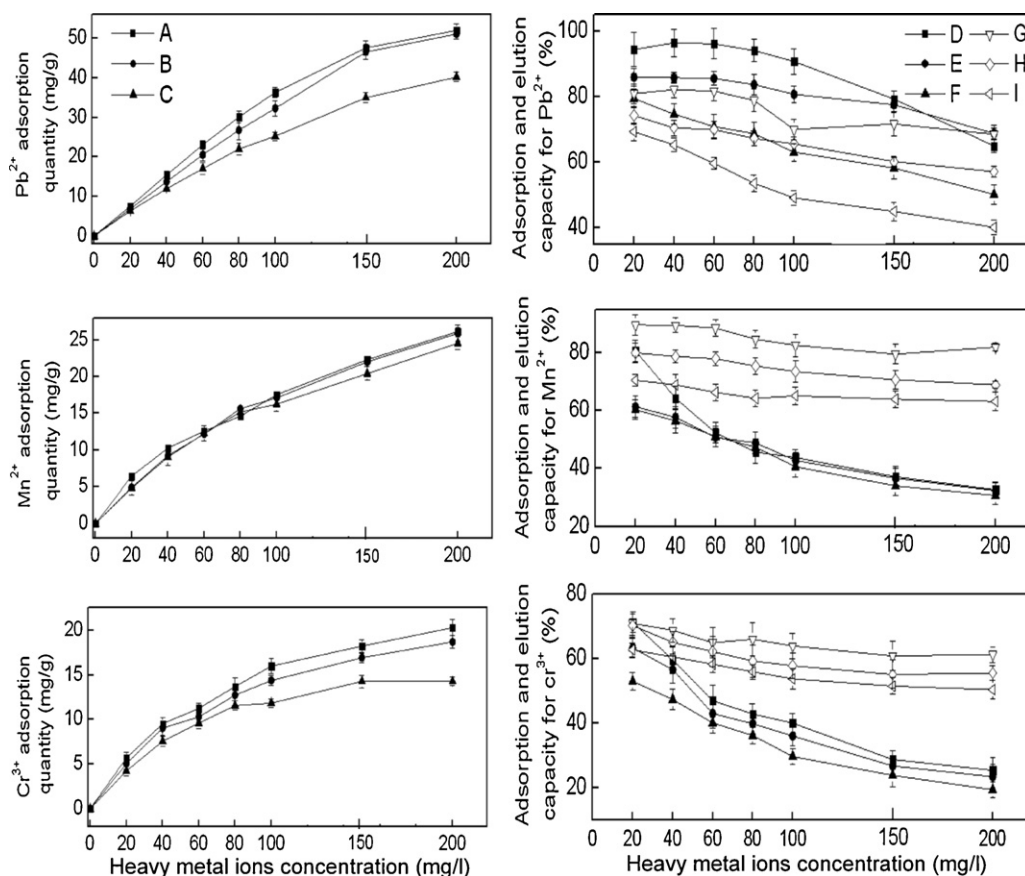 A
B
C
Pb2+ adsorption
quantity (mg/g)
50
40
30
20
10
0
0 20 40 60 80 100 150 200
D G
E H
F I
Adsorption and elution
capacity for Pb2+ (%)
100
80
60
40
0 20 40 60 80 100 150 200
Mn2+ adsorption
quantity (mg/g)
25
20
15
10
5
0
0 20 40 60 80 100 150 200
Adsorption and elution
capacity for Mn2+ (%)
80
60
40
20
0 20 40 60 80 100 150 200
Cr3+ adsorption
quantity (mg/g)
20
15
10
5
0
0 20 40 60 80 100 150 200
Heavy metal ions concentration (mg/l)
Adsorption and elution
capacity for cr3+ (%)
80
60
40
20
0 20 40 60 80 100 150 200
Heavy metal ions concentration (mg/l)